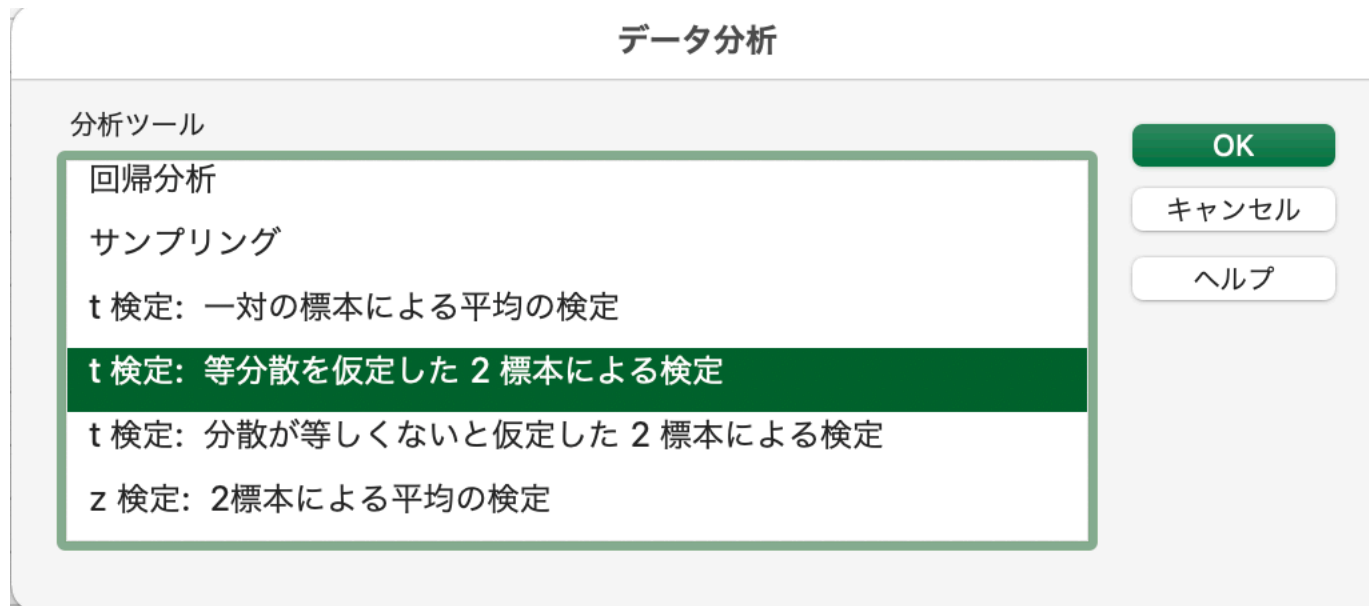 データ分析
分析ツール
回帰分析
サンプリング
t 検定: 一対の標本による平均の検定
t 検定: 等分散を仮定した 2 標本による検定
t 検定: 分散が等しくないと仮定した 2 標本による検定
z 検定: 2標本による平均の検定
OK
キャンセル
ヘルプ